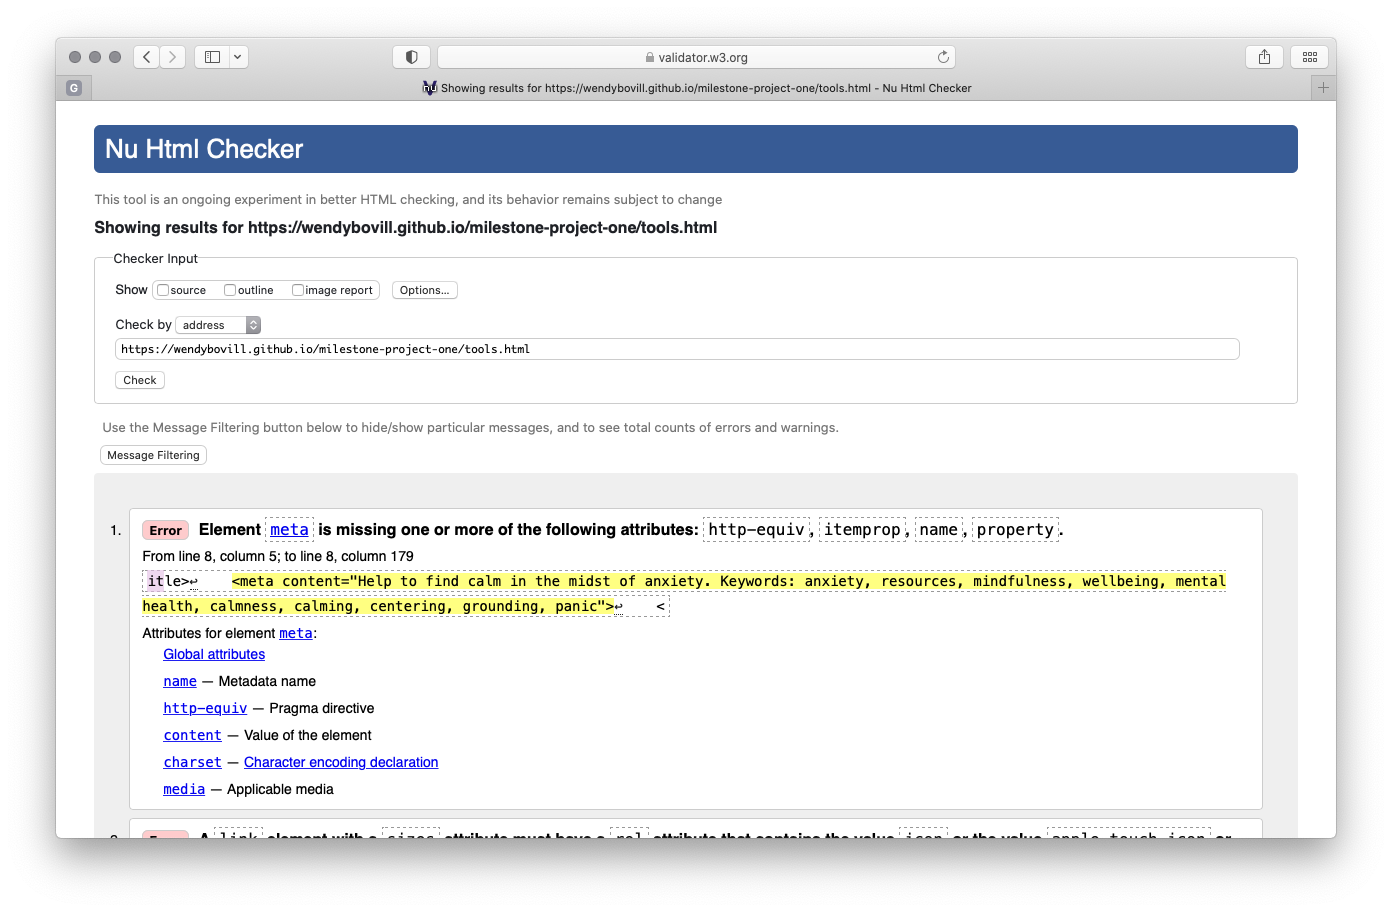 validator.w3.org
G
nu Showing results for https://wendybovill.github.io/milestone-project-one/tools.html - Nu Html Checker
Nu Html Checker
This tool is an ongoing experiment in better HTML checking, and its behavior remains subject to change
Showing results for https://wendybovill.github.io/milestone-project-one/tools.html
Checker Input
Show source outline image report Options...
Check by address
https://wendybovill.github.io/milestone-project-one/tools.html
Check
Use the Message Filtering button below to hide/show particular messages, and to see total counts of errors and warnings.
Message Filtering
1. Error Element meta is missing one or more of the following attributes: http-equiv, itemprop, name, property.
From line 8, column 5; to line 8, column 179
itle>↩ <meta content="Help to find calm in the midst of anxiety. Keywords: anxiety, resources, mindfulness, wellbeing, mental
health, calmness, calming, centering, grounding, panic">↩ <
Attributes for element meta:
Global attributes
name — Metadata name
http-equiv — Pragma directive
content — Value of the element
charset — Character encoding declaration
media — Applicable media
2. Error A link element with a sizes attribute must have a rel attribute that contains the value icon or the value apple-touch-icon or